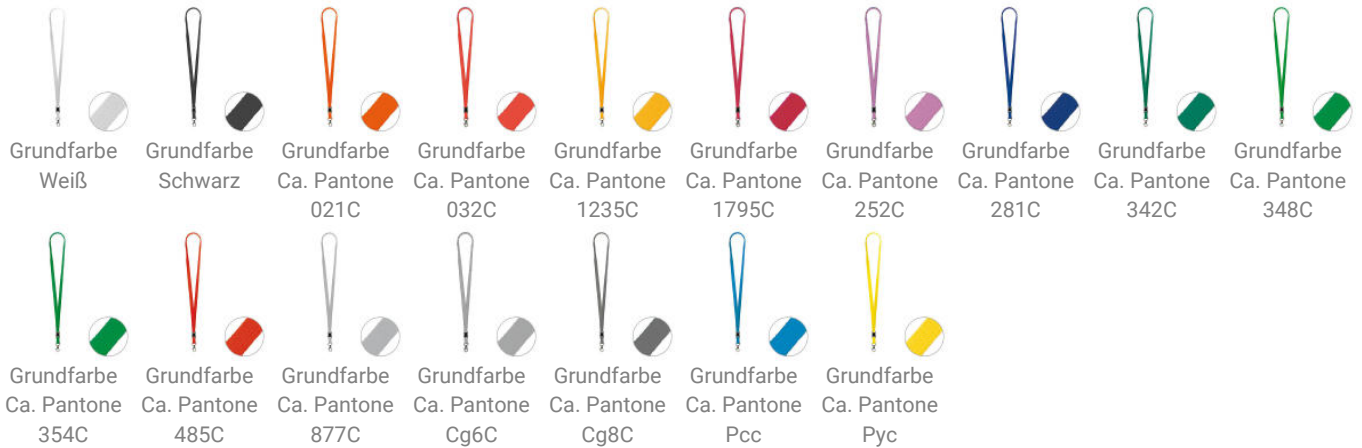 Grundfarbe
Weiß
Grundfarbe
Schwarz
Grundfarbe
Ca. Pantone
021C
Grundfarbe
Ca. Pantone
032C
Grundfarbe
Ca. Pantone
1235C
Grundfarbe
Ca. Pantone
1795C
Grundfarbe
Ca. Pantone
252C
Grundfarbe
Ca. Pantone
281C
Grundfarbe
Ca. Pantone
342C
Grundfarbe
Ca. Pantone
348C
Grundfarbe
Ca. Pantone
354C
Grundfarbe
Ca. Pantone
485C
Grundfarbe
Ca. Pantone
877C
Grundfarbe
Ca. Pantone
Cg6C
Grundfarbe
Ca. Pantone
Cg8C
Grundfarbe
Ca. Pantone
Pcc
Grundfarbe
Ca. Pantone
Pyc